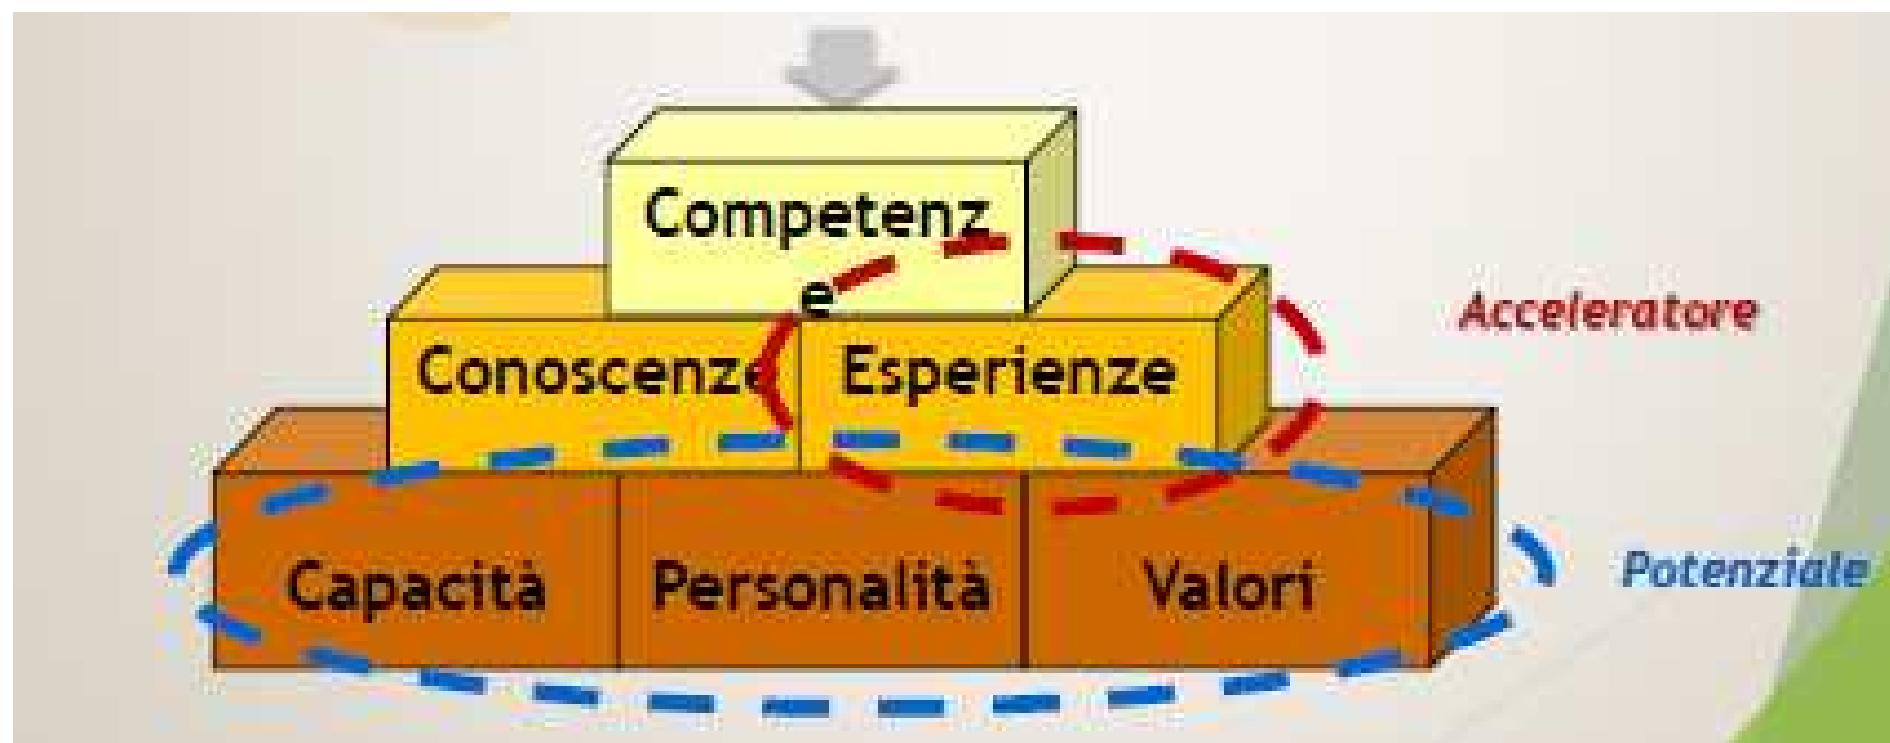 Competenz
e
Acceleratore
Conoscenze Esperienze
Capacità Personalità Valori
Potenziale